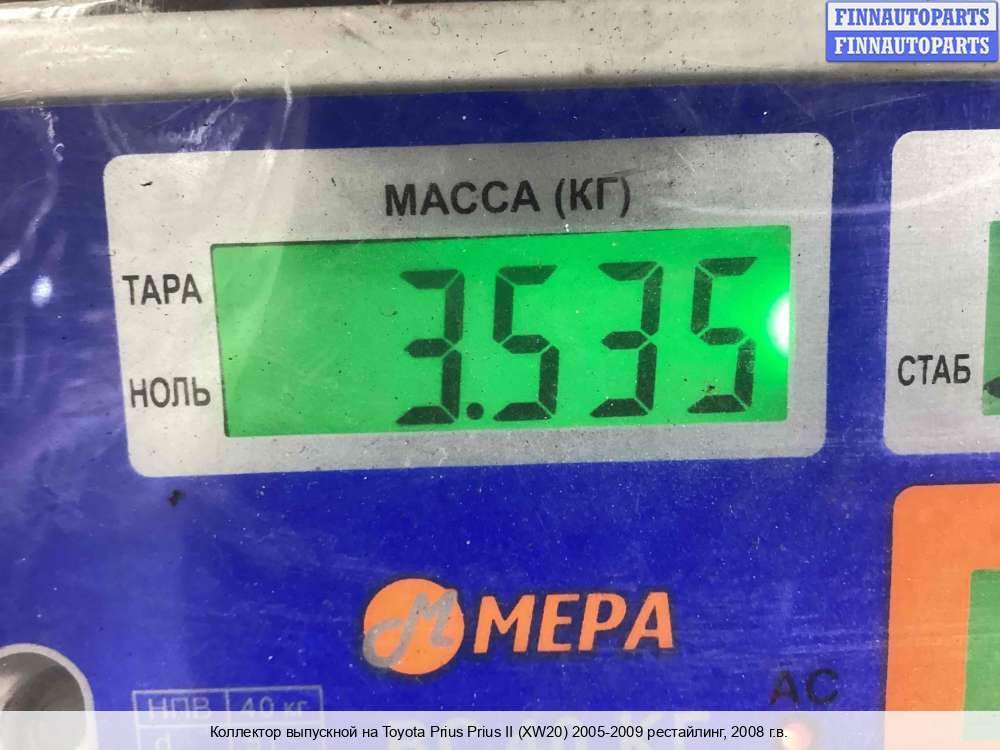 FINNAUTOPARTS
FINNAUTOPARTS
МАССА (КГ)
ТАРА
3.535
НОЛЬ
СТАБ
М МЕРА
АС
НПВ 40 кг
d
Коллектор выпускной на Toyota Prius Prius II (XW20) 2005-2009 рестайлинг, 2008 г.в.